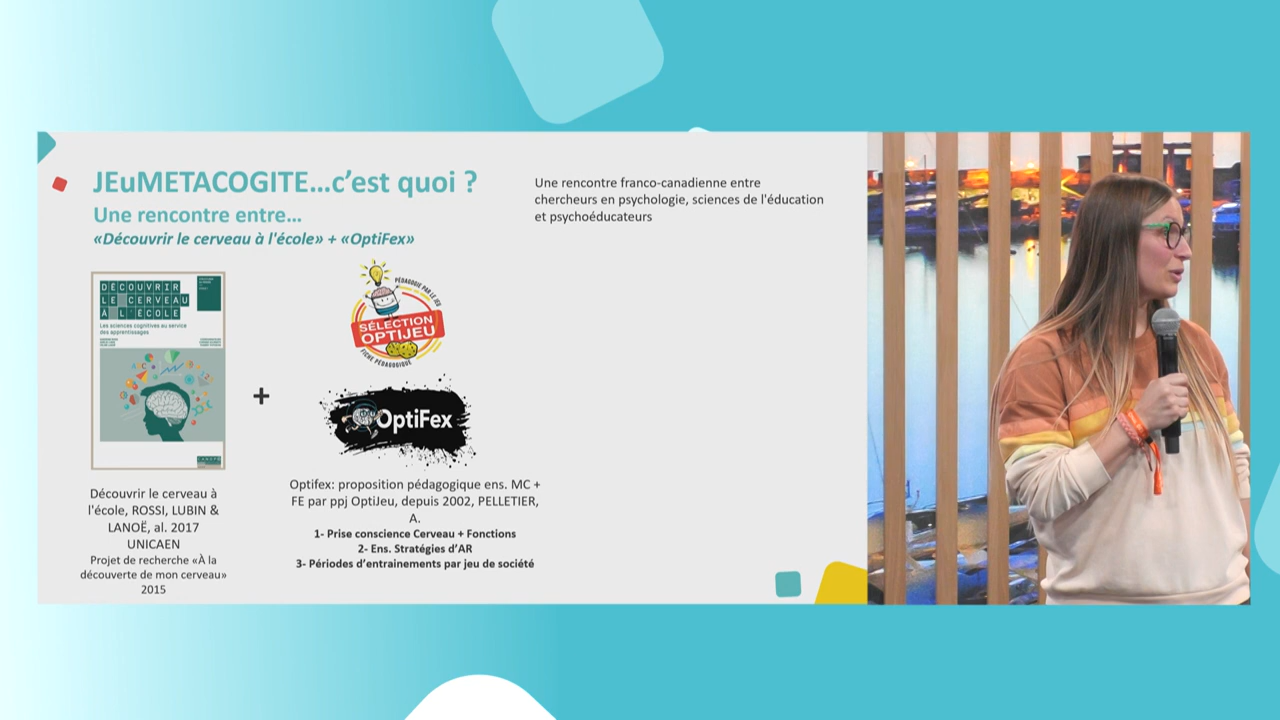 JEuMETACOGITE…c’est quoi ?
Une rencontre entre…
«Découvrir le cerveau à l'école» + «OptiFex»
Une rencontre franco-canadienne entre
chercheurs en psychologie, sciences de l'éducation
et psychoéducateurs
DÉCOUVRIR
LE CERVEAU
À L'ÉCOLE
Les sciences cognitives au service
des apprentissages
+
PÉDAGOGIE PAR LE JEU
SÉLECTION
OPTIJEU
FICHE PÉDAGOGIQUE
OptiFex
Découvrir le cerveau à
l'école, ROSSI, LUBIN &
LANOË, al. 2017
UNICAEN
Projet de recherche «À la
découverte de mon cerveau»
2015
Optifex: proposition pédagogique ens. MC +
FE par ppj OptiJeu, depuis 2002, PELLETIER,
A.
1- Prise conscience Cerveau + Fonctions
2- Ens. Stratégies d’AR
3- Périodes d’entrainements par jeu de société